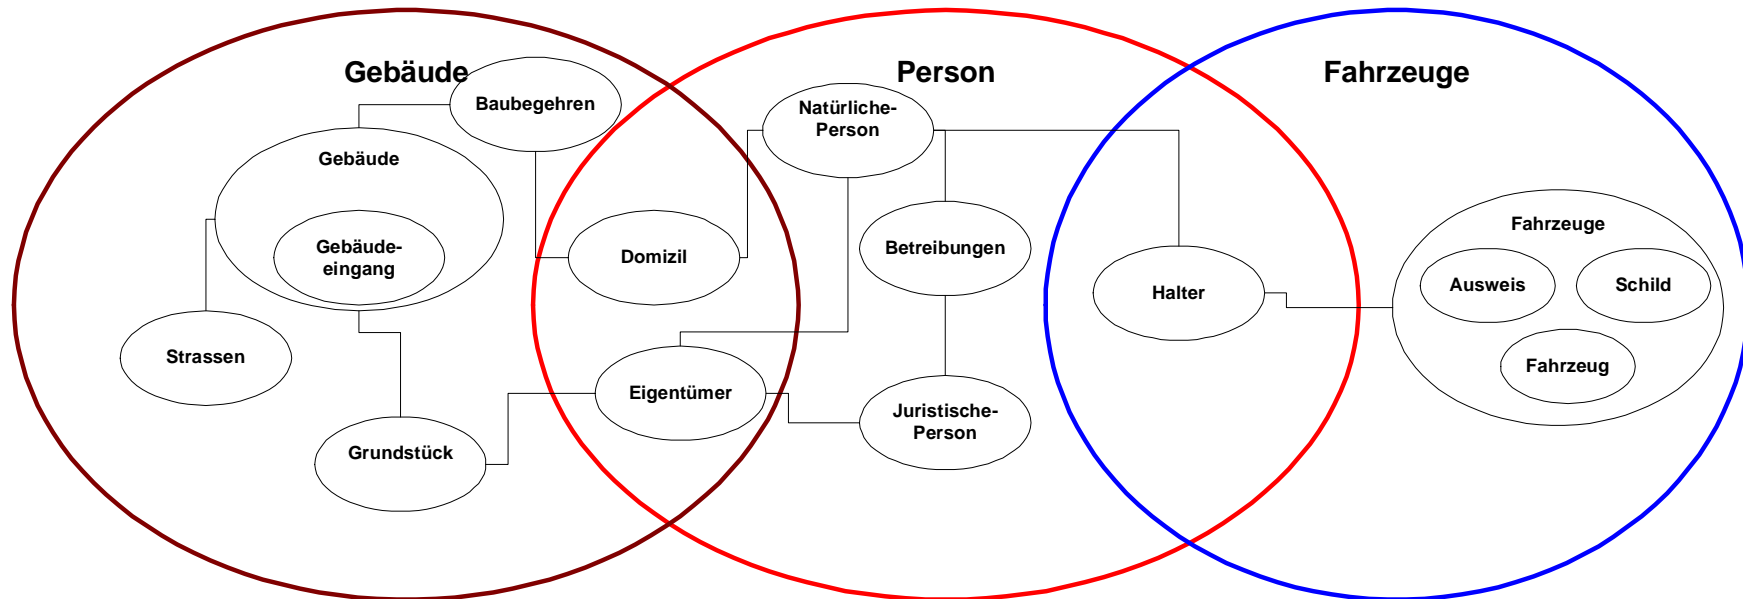 Gebäude
Person
Fahrzeuge
Baubegehren
Natürliche-
Person
Gebäude
Fahrzeuge
Gebäude-
eingang
Domizil
Betreibungen
Halter
Ausweis
Schild
Strassen
Fahrzeug
Eigentümer
Juristische-
Person
Grundstück